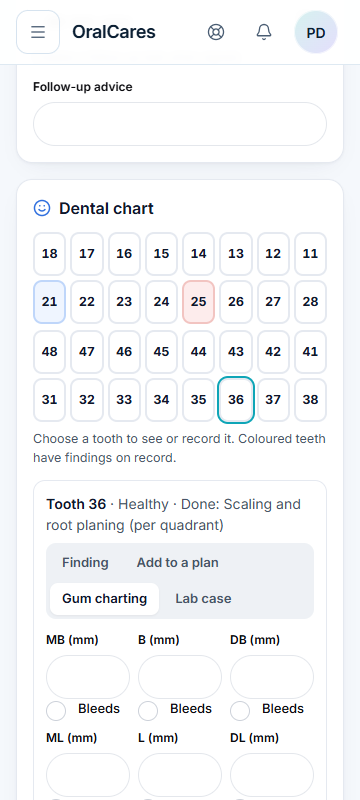 OralCares
PD
Follow-up advice
Dental chart
18 17 16 15 14 13 12 11
21 22 23 24 25 26 27 28
48 47 46 45 44 43 42 41
31 32 33 34 35 36 37 38
Choose a tooth to see or record it. Coloured teeth
have findings on record.
Tooth 36 · Healthy · Done: Scaling and
root planing (per quadrant)
Finding Add to a plan
Gum charting Lab case
MB (mm) B (mm) DB (mm)
Bleeds Bleeds Bleeds
ML (mm) L (mm) DL (mm)